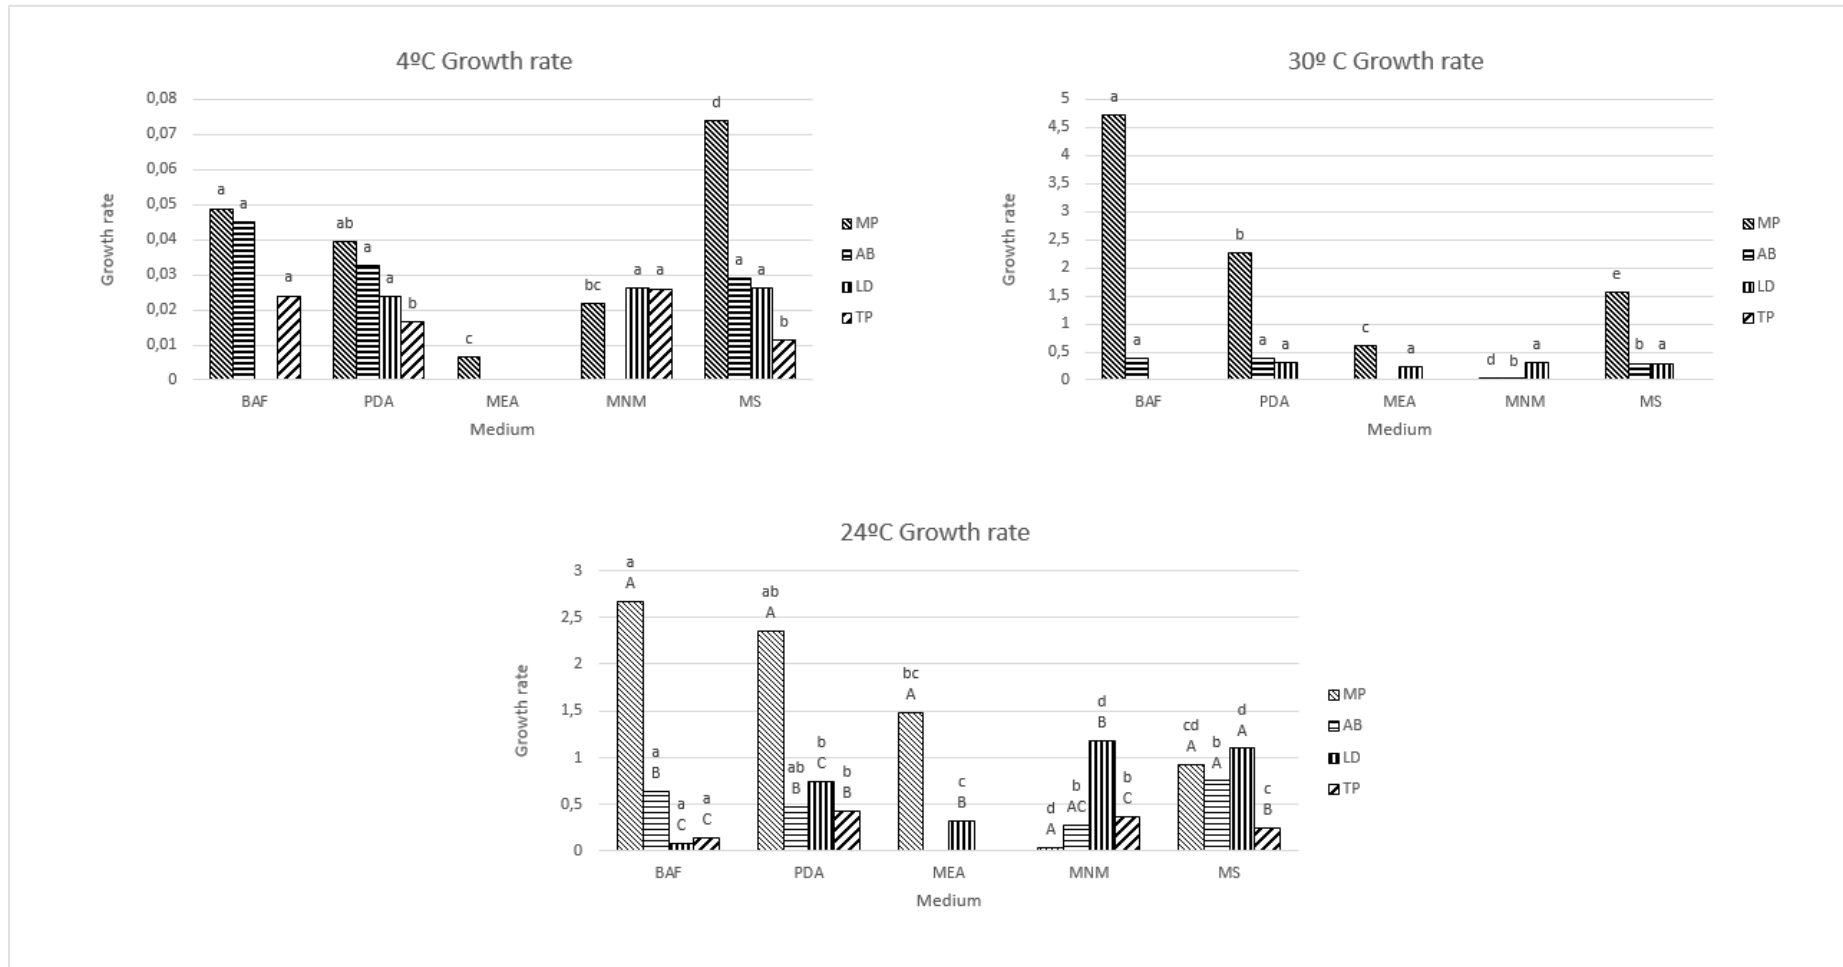 4ºC Growth rate
0,08
0,07
0,06
0,05
0,04
0,03
0,02
0,01
0
Growth rate
a
a
a
ab
a
a
b
c
bc
a
a
d
a
a
b
BAF
PDA
MEA
MNM
MS
Medium
MP
AB
LD
TP
30º C Growth rate
5
4,5
4
3,5
3
2,5
2
1,5
1
0,5
0
Growth rate
a
a
b
a
a
c
a
d
b
a
e
b
a
BAF
PDA
MEA
MNM
MS
Medium
MP
AB
LD
TP
24ºC Growth rate
3
2,5
2
1,5
1
0,5
0
Growth rate
a
A
a
B
a
C
a
C
ab
A
ab
B
b
C
b
B
bc
A
c
B
d
A
b
AC
d
B
b
C
cd
A
b
A
d
A
c
B
BAF
PDA
MEA
MNM
MS
Medium
MP
AB
LD
TP